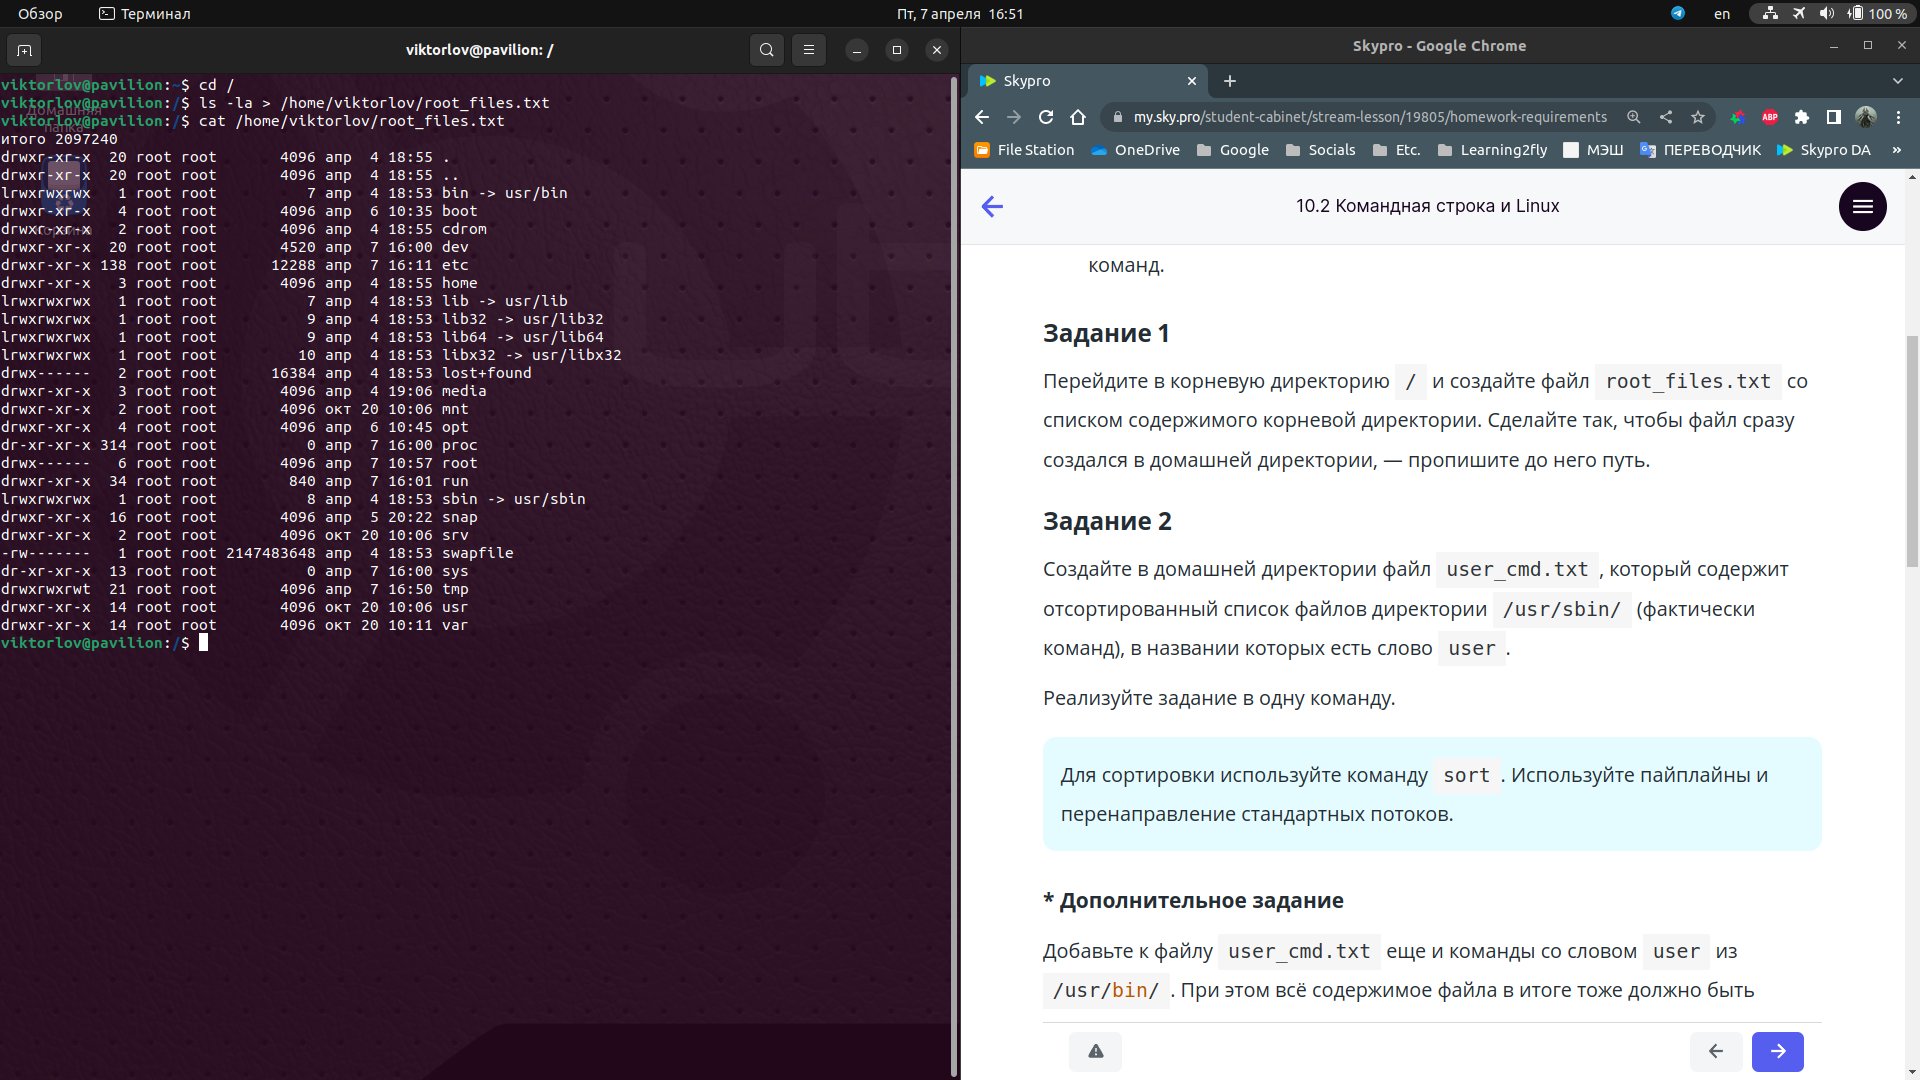 Обзор
Терминал
Пт, 7 апреля 16:51
en
100 %
viktorlov@pavilion: /
viktorlov@pavilion:~$ cd /
viktorlov@pavilion:/$ ls -la > /home/viktorlov/root_files.txt
Домашняя
viktorlov@pavilion:/$ cat /home/viktorlov/root_files.txt
папка
итого 2097240
drwxr-xr-x  20 root root       4096 апр  4 18:55 .
drwxr-xr-x  20 root root       4096 апр  4 18:55 ..
lrwxrwxrwx   1 root root          7 апр  4 18:53 bin -> usr/bin
drwxr-xr-x   4 root root       4096 апр  6 10:35 boot
drwxrwxr-x   2 root root       4096 апр  4 18:55 cdrom
drwxr-xr-x  20 root root       4520 апр  7 16:00 dev
drwxr-xr-x 138 root root      12288 апр  7 16:11 etc
drwxr-xr-x   3 root root       4096 апр  4 18:55 home
lrwxrwxrwx   1 root root          7 апр  4 18:53 lib -> usr/lib
lrwxrwxrwx   1 root root          9 апр  4 18:53 lib32 -> usr/lib32
lrwxrwxrwx   1 root root          9 апр  4 18:53 lib64 -> usr/lib64
lrwxrwxrwx   1 root root         10 апр  4 18:53 libx32 -> usr/libx32
drwx------   2 root root      16384 апр  4 18:53 lost+found
drwxr-xr-x   3 root root       4096 апр  4 19:06 media
drwxr-xr-x   2 root root       4096 окт 20 10:06 mnt
drwxr-xr-x   4 root root       4096 апр  6 10:45 opt
dr-xr-xr-x 314 root root          0 апр  7 16:00 proc
drwx------   6 root root       4096 апр  7 10:57 root
drwxr-xr-x  34 root root        840 апр  7 16:01 run
lrwxrwxrwx   1 root root          8 апр  4 18:53 sbin -> usr/sbin
drwxr-xr-x  16 root root       4096 апр  5 20:22 snap
drwxr-xr-x   2 root root       4096 окт 20 10:06 srv
-rw-------   1 root root 2147483648 апр  4 18:53 swapfile
dr-xr-xr-x  13 root root          0 апр  7 16:00 sys
drwxrwxrwt  21 root root       4096 апр  7 16:50 tmp
drwxr-xr-x  14 root root       4096 окт 20 10:06 usr
drwxr-xr-x  14 root root       4096 окт 20 10:11 var
viktorlov@pavilion:/$
Skypro - Google Chrome
Skypro
my.sky.pro/student-cabinet/stream-lesson/19805/homework-requirements
ABP
File Station OneDrive Google Socials Etc. Learning2fly МЭШ ПЕРЕВОДЧИК Skypro DA »
10.2 Командная строка и Linux
команд.
Задание 1
Перейдите в корневую директорию / и создайте файл root_files.txt со
списком содержимого корневой директории. Сделайте так, чтобы файл сразу
создался в домашней директории, — пропишите до него путь.
Задание 2
Создайте в домашней директории файл user_cmd.txt , который содержит
отсортированный список файлов директории /usr/sbin/ (фактически
команд), в названии которых есть слово user .
Реализуйте задание в одну команду.
Для сортировки используйте команду sort . Используйте пайплайны и
перенаправление стандартных потоков.
* Дополнительное задание
Добавьте к файлу user_cmd.txt еще и команды со словом user из
/usr/bin/ . При этом всё содержимое файла в итоге тоже должно быть